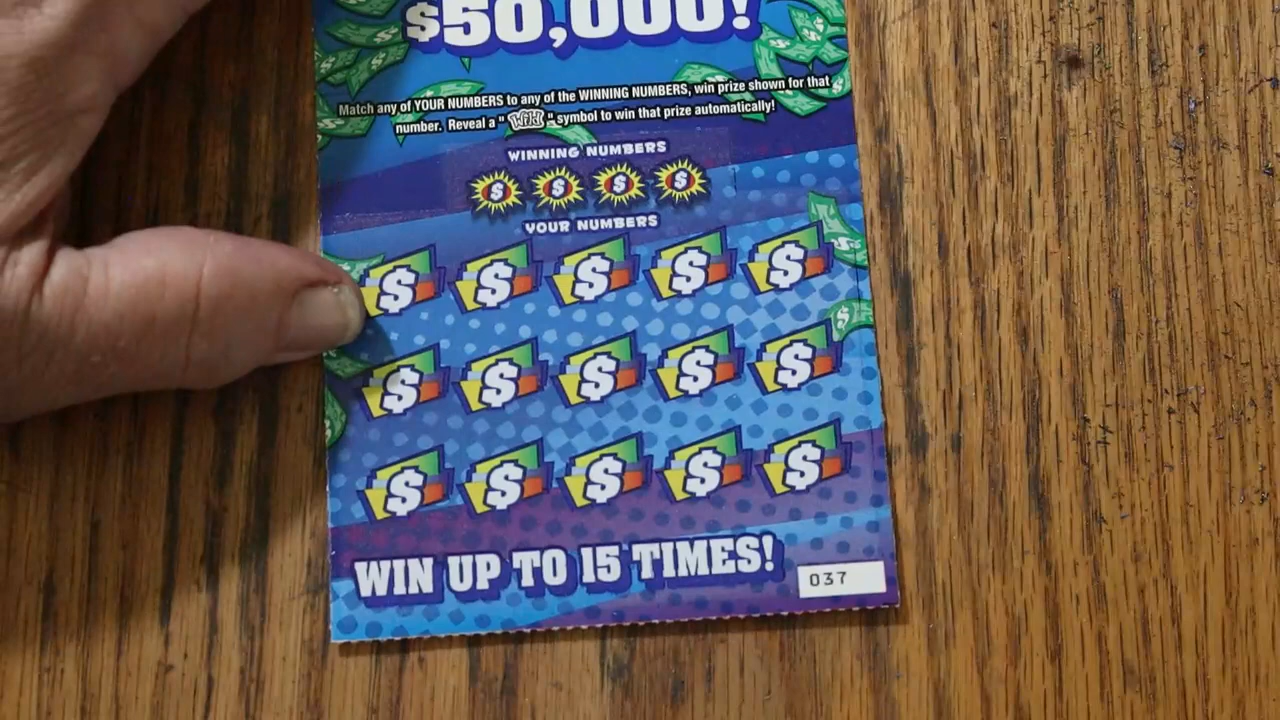 $50,000!
Match any of YOUR NUMBERS to any of the WINNING NUMBERS, win prize shown for that
number. Reveal a "Wild" symbol to win that prize automatically!
WINNING NUMBERS
$ $ $ $
YOUR NUMBERS
$ $ $ $ $
$ $ $ $ $
$ $ $ $ $
WIN UP TO 15 TIMES!
037